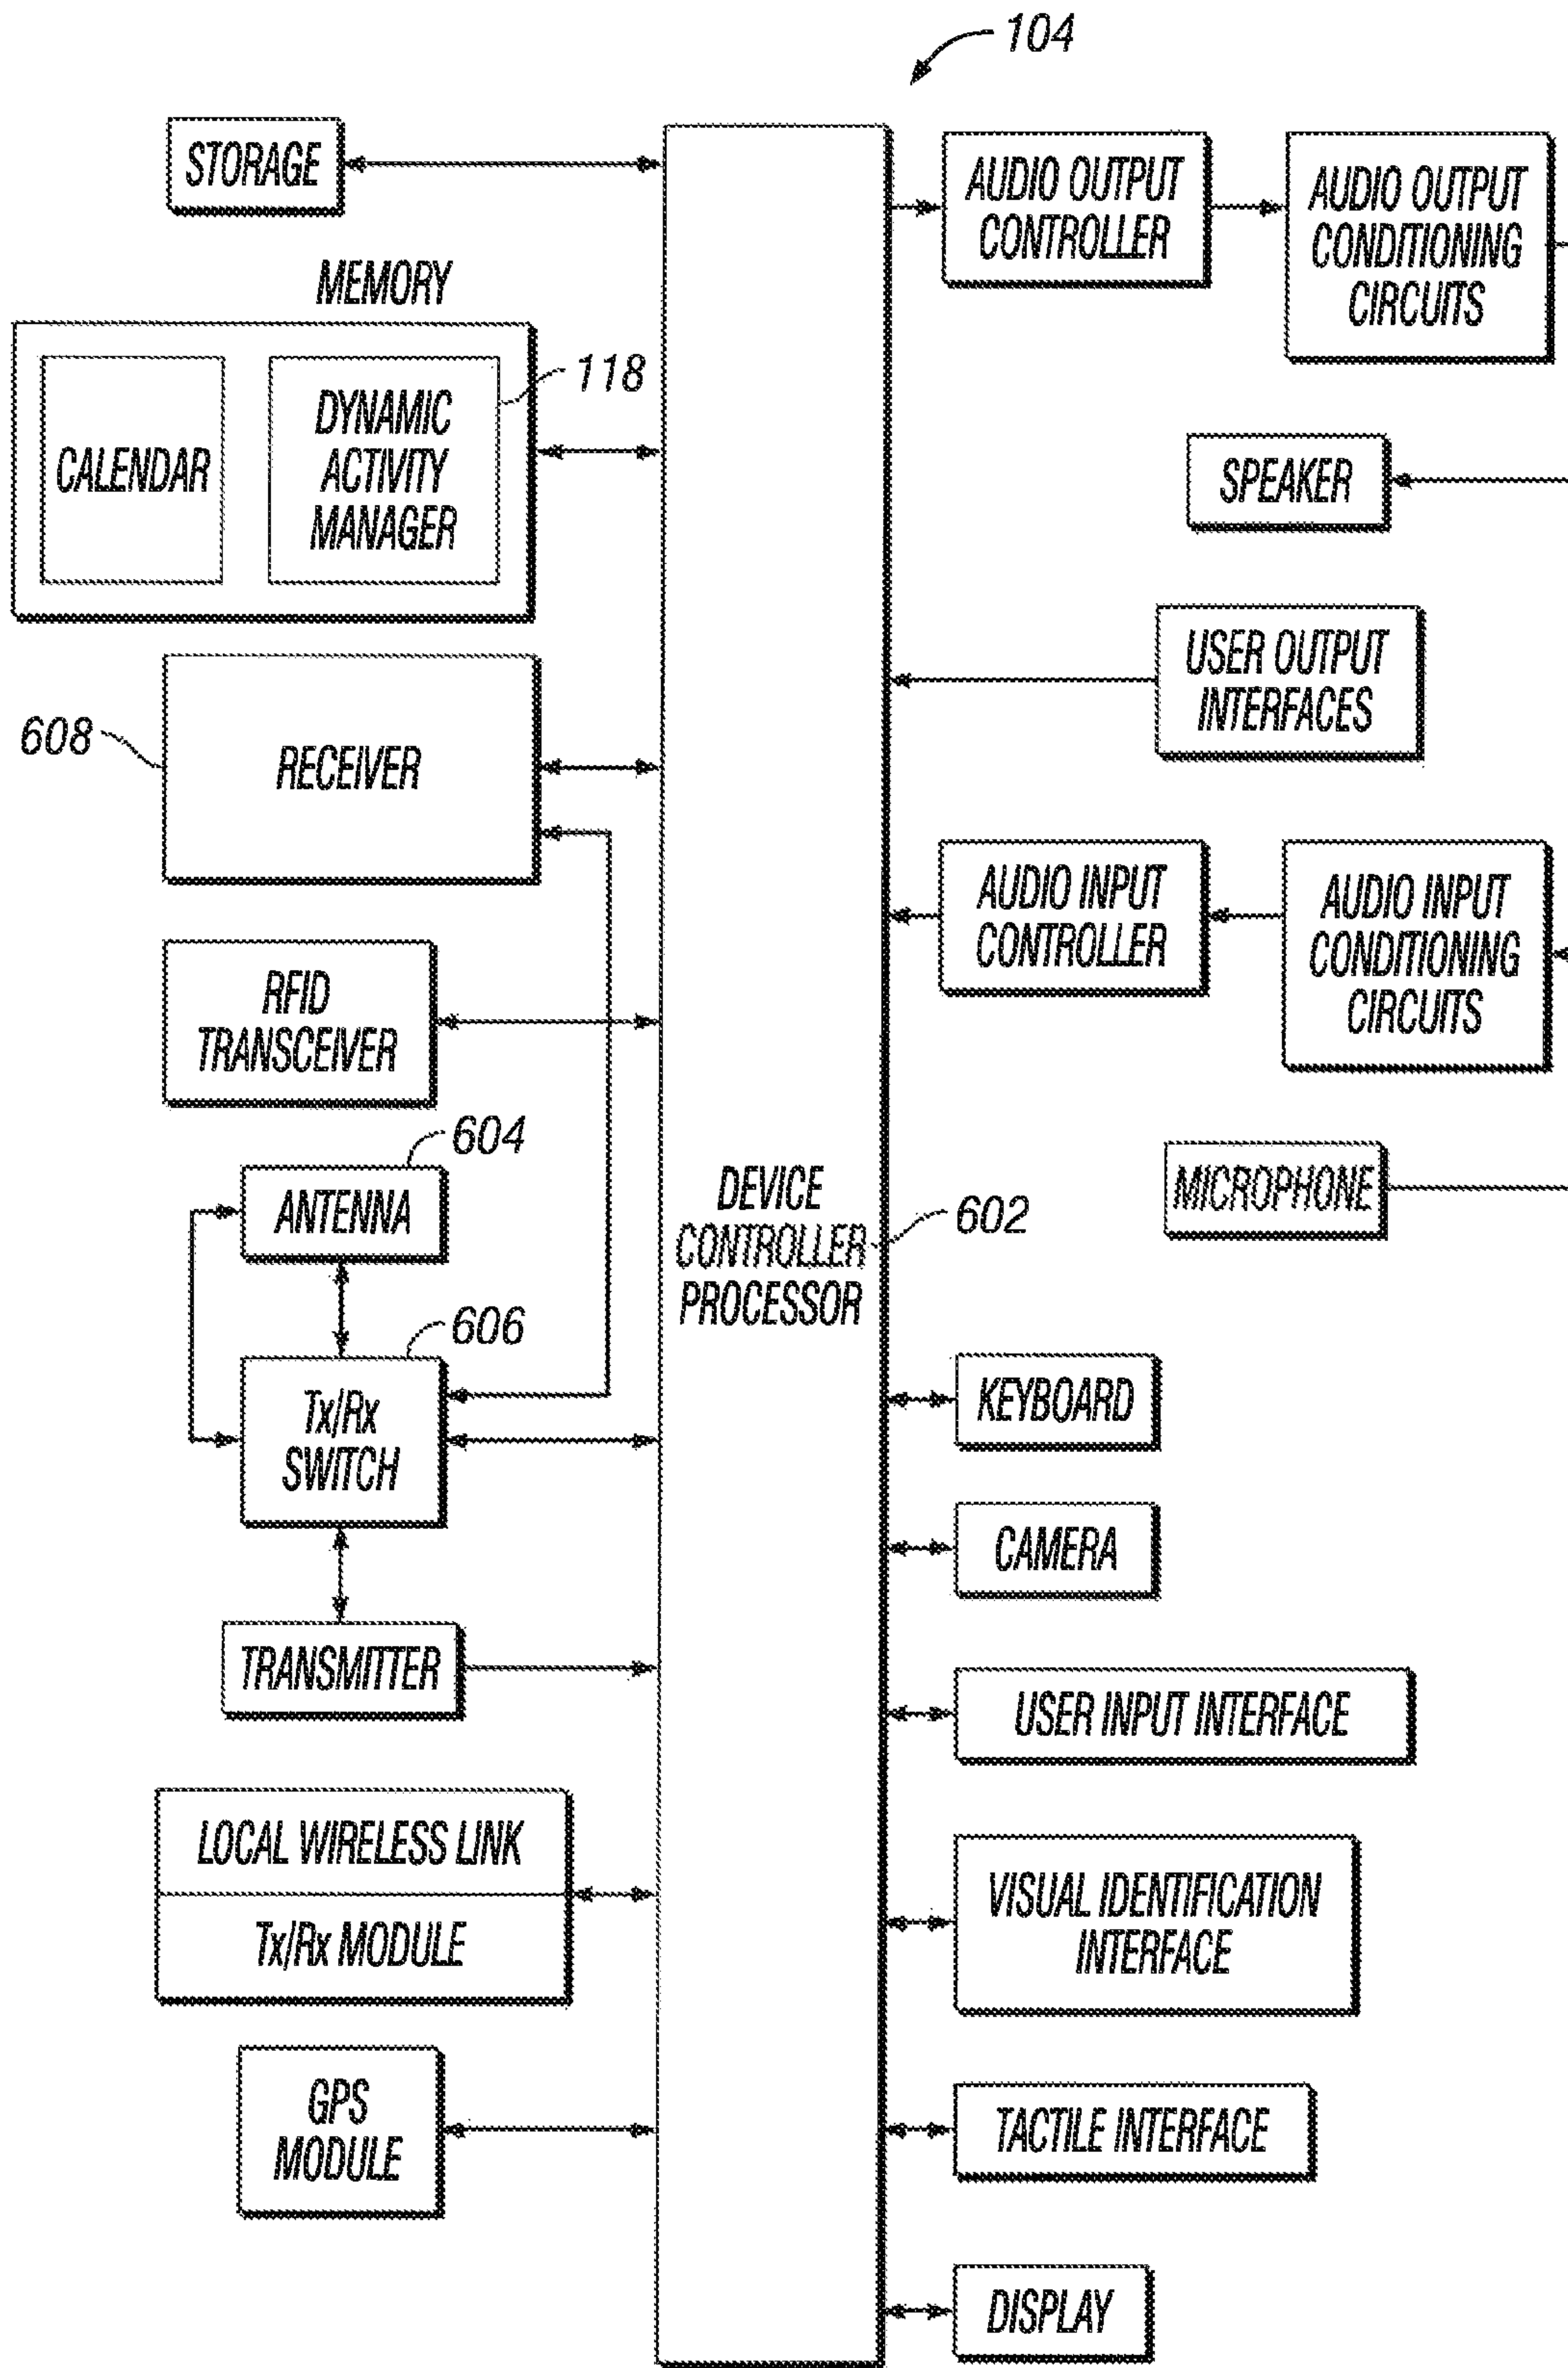 104
STORAGE
MEMORY
CALENDAR
DYNAMIC
ACTIVITY
MANAGER
118
608
RECEIVER
RFID
TRANSCEIVER
604
ANTENNA
606
Tx/Rx
SWITCH
TRANSMITTER
LOCAL WIRELESS LINK
Tx/Rx MODULE
GPS
MODULE
DEVICE
CONTROLLER
PROCESSOR
602
AUDIO OUTPUT
CONTROLLER
AUDIO OUTPUT
CONDITIONING
CIRCUITS
SPEAKER
USER OUTPUT
INTERFACES
AUDIO INPUT
CONTROLLER
AUDIO INPUT
CONDITIONING
CIRCUITS
MICROPHONE
KEYBOARD
CAMERA
USER INPUT INTERFACE
VISUAL IDENTIFICATION
INTERFACE
TACTILE INTERFACE
DISPLAY